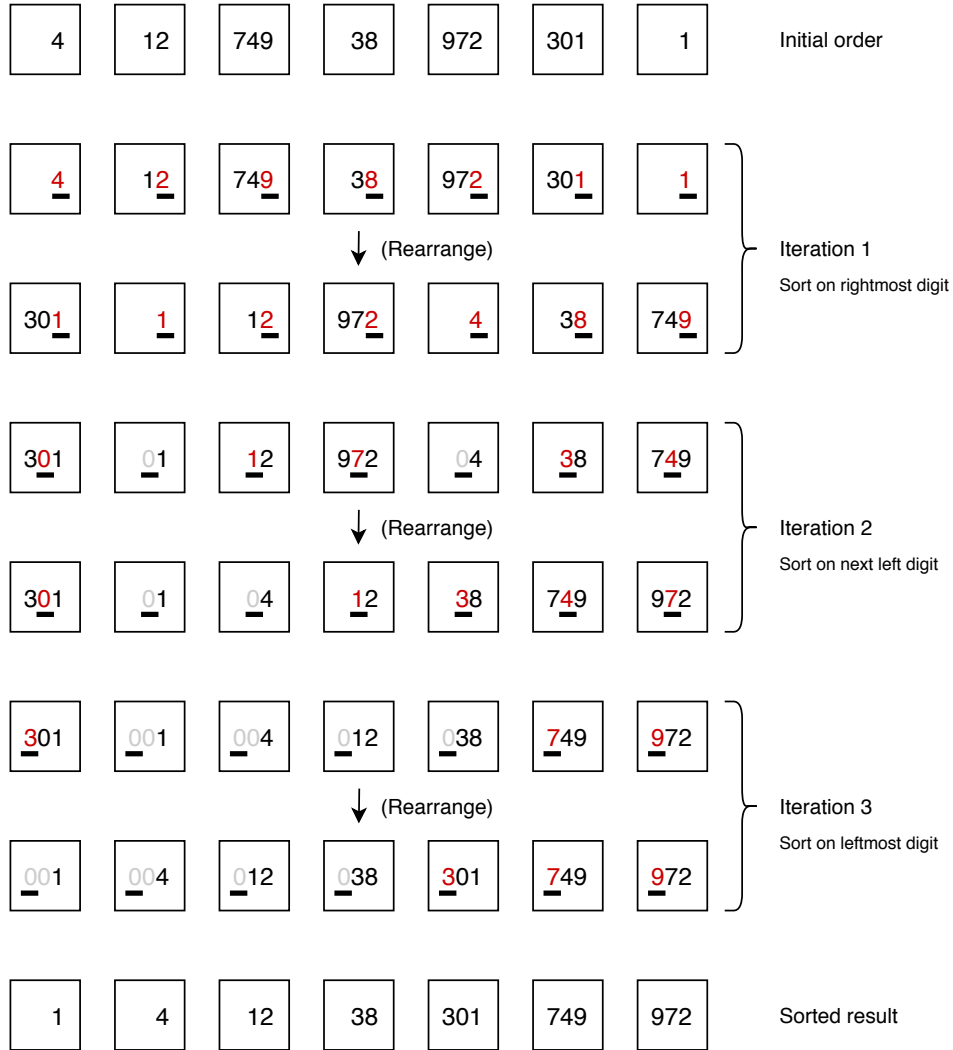 4 12 749 38 972 301 1 Initial order
4 12 749 38 972 301 1
(Rearrange) Iteration 1
Sort on rightmost digit
301 1 12 972 4 38 749
301 01 12 972 04 38 749
(Rearrange) Iteration 2
Sort on next left digit
301 01 04 12 38 749 972
301 001 004 012 038 749 972
(Rearrange) Iteration 3
Sort on leftmost digit
001 004 012 038 301 749 972
1 4 12 38 301 749 972 Sorted result